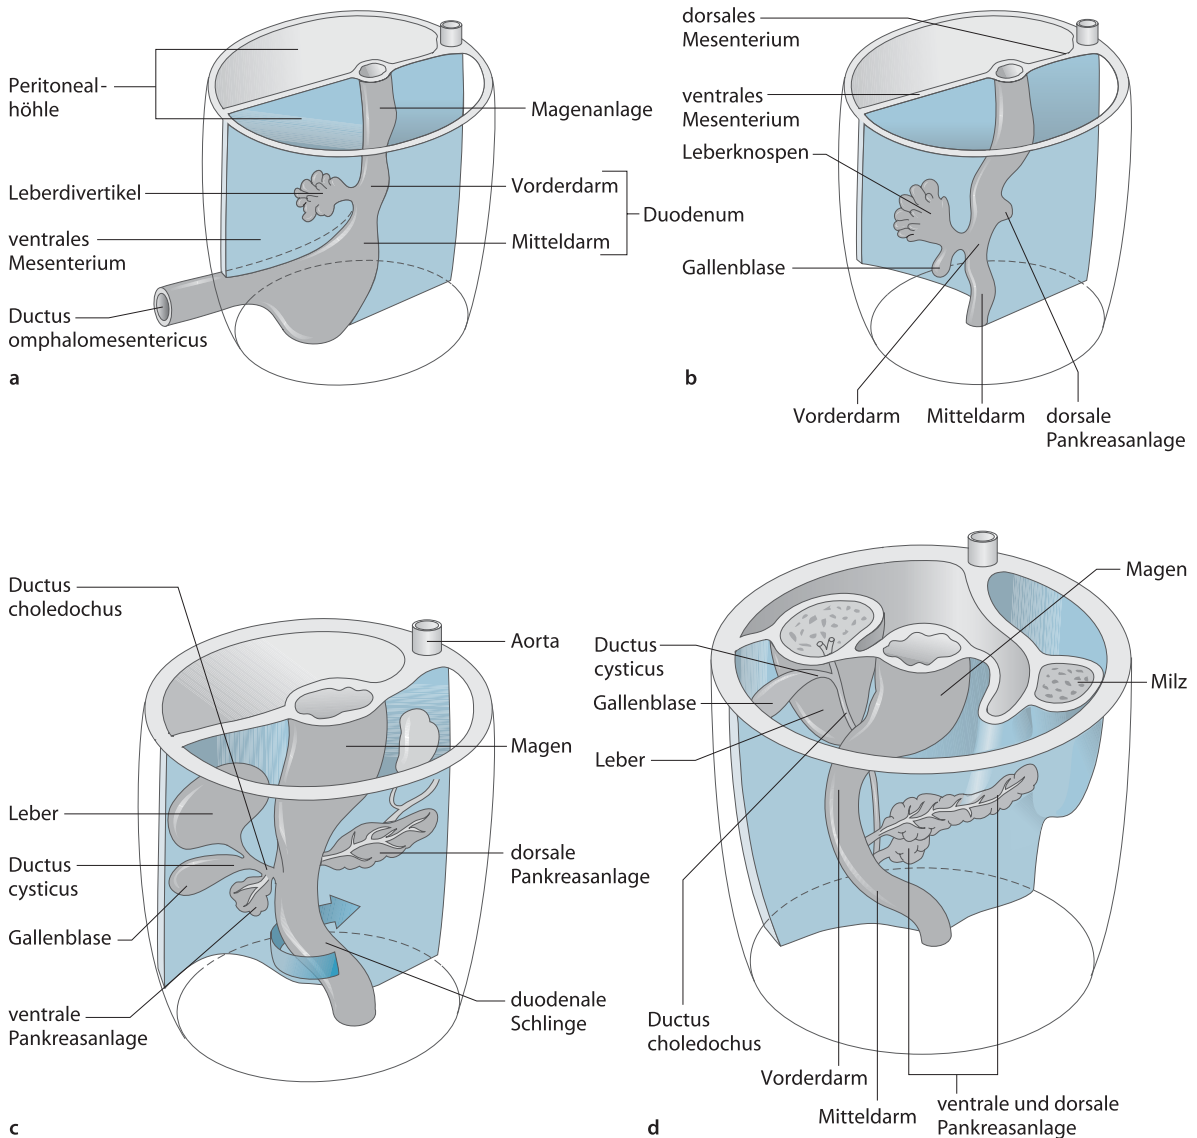 Peritoneal-
höhle
Magenanlage
Leberdivertikel
Vorderdarm
Duodenum
ventrales
Mesenterium
Mitteldarm
Ductus
omphalomesentericus
a
dorsales
Mesenterium
ventrales
Mesenterium
Leberknospen
Gallenblase
b
Vorderdarm
Mitteldarm
dorsale
Pankreasanlage
Ductus
choledochus
Aorta
Magen
Leber
Ductus
cysticus
dorsale
Pankreasanlage
Gallenblase
ventrale
Pankreasanlage
duodenale
Schlinge
c
Magen
Ductus
cysticus
Milz
Gallenblase
Leber
Ductus
choledochus
Vorderdarm
Mitteldarm
ventrale und dorsale
Pankreasanlage
d